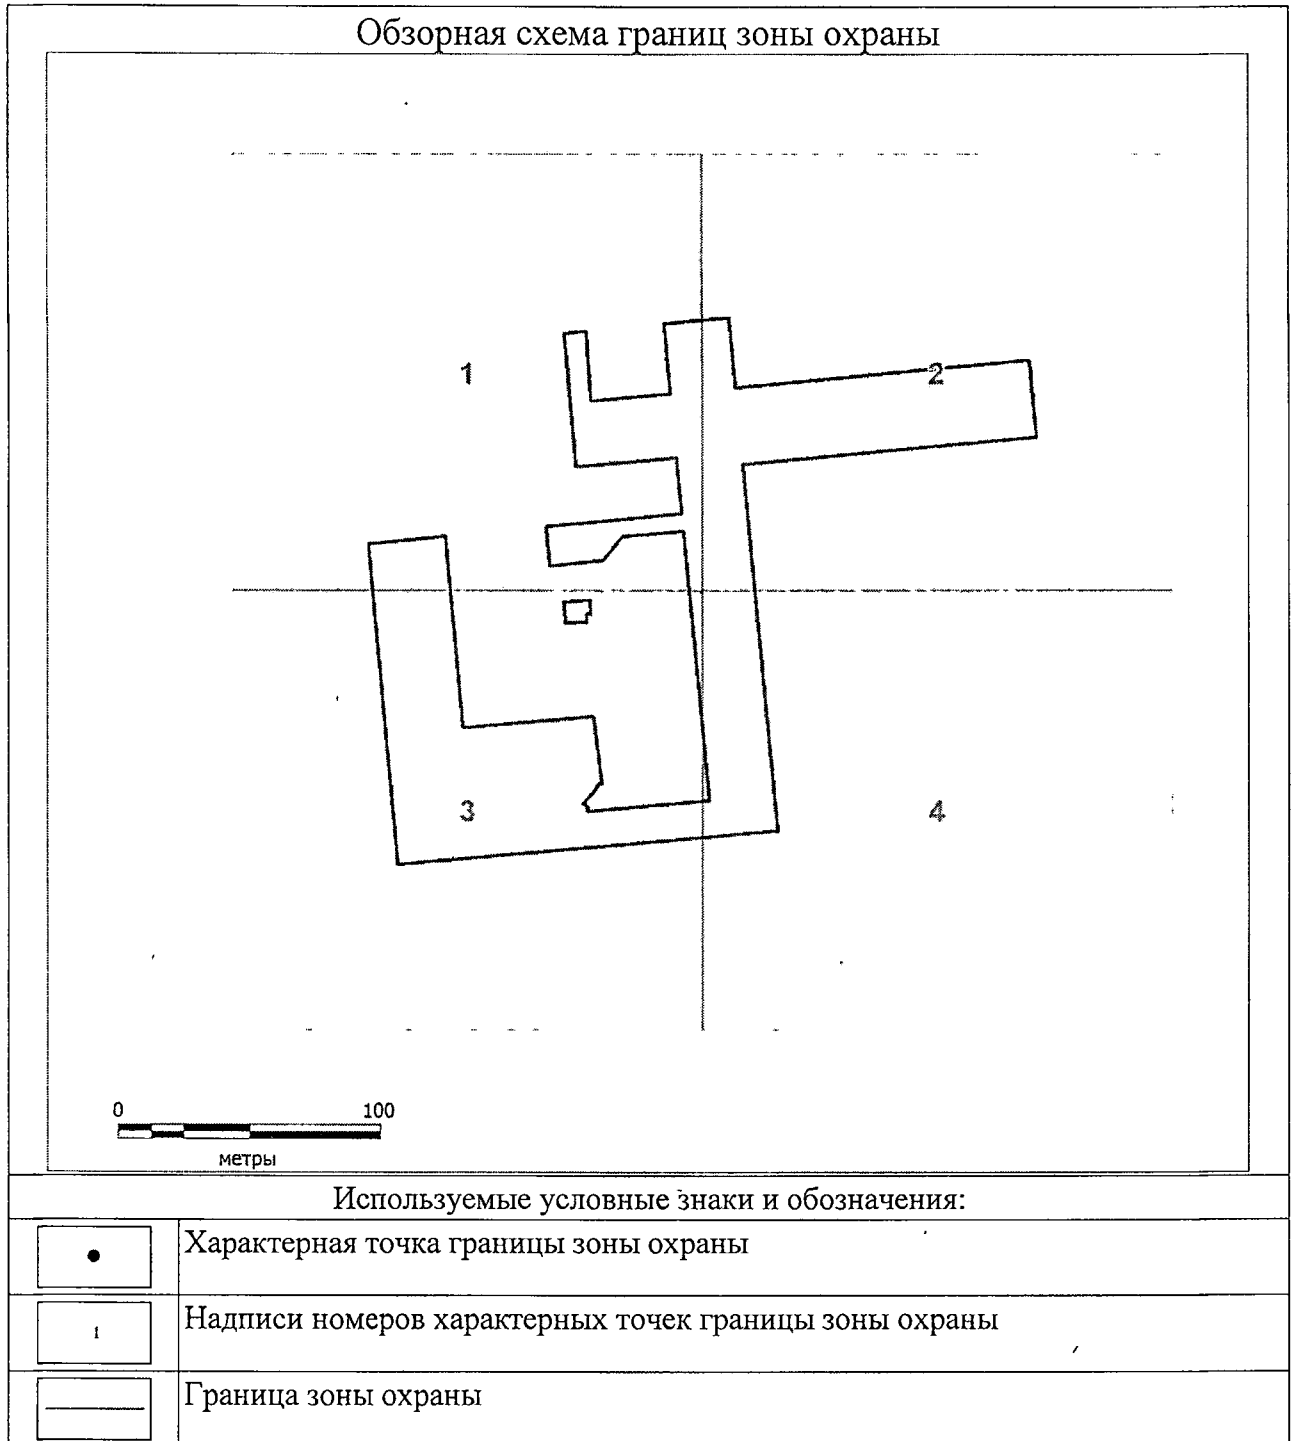 Обзорная схема границ зоны охраны
1
2
3
4
0 100
метры
Используемые условные знаки и обозначения:
Характерная точка границы зоны охраны
1
Надписи номеров характерных точек границы зоны охраны
Граница зоны охраны